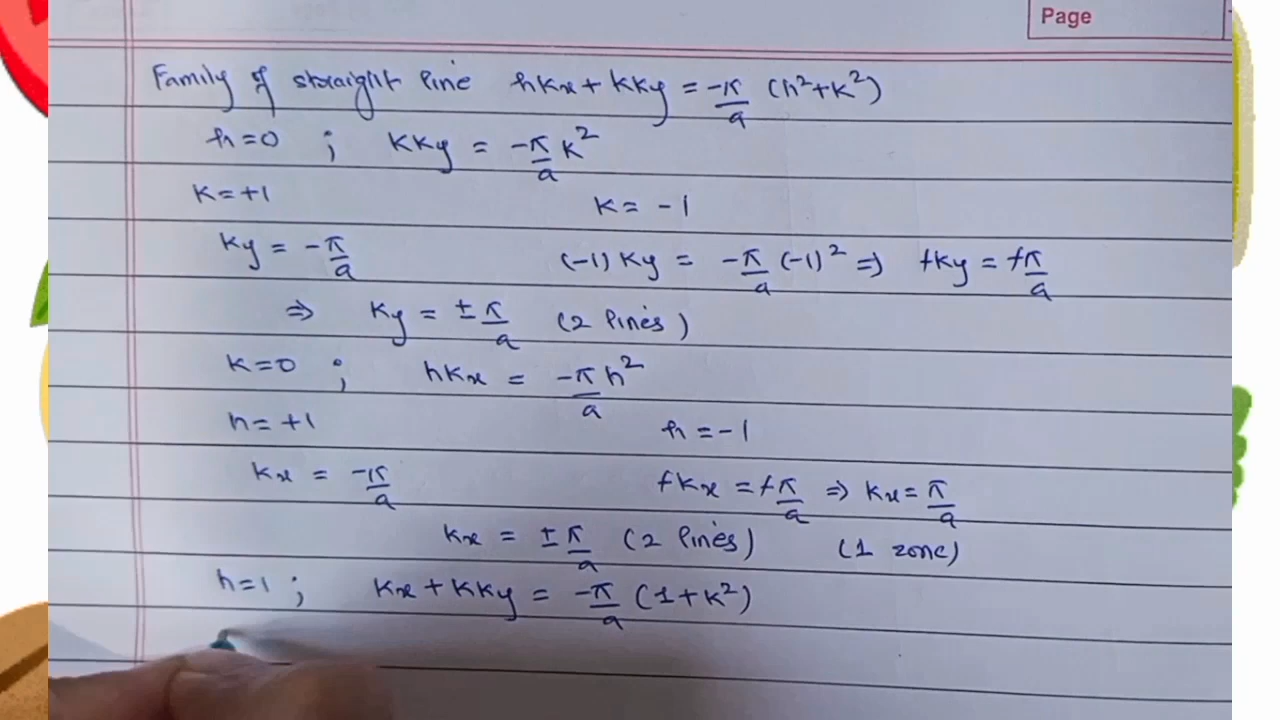 Page
Family of straight line hkx + kky = -π/a (h²+k²)
h=0 ; kky = -π/a k²
k=+1 k= -1
ky = -π/a (-1) ky = -π/a (-1)² => +ky = +π/a
=> ky = ±π/a (2 lines)
k=0 ; hkx = -π/a h²
h = +1 h = -1
kx = -π/a +kx = +π/a => kx = π/a
kx = ±π/a (2 lines) (1 zone)
h=1 ; kx + kky = -π/a (1+k²)